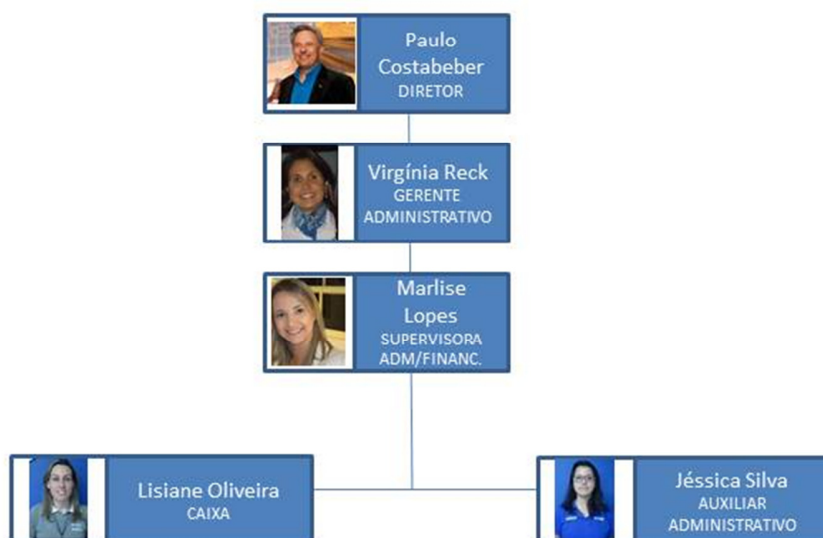 Paulo
Costabeber
DIRETOR
Virgínia Reck
GERENTE
ADMINISTRATIVO
Marlise
Lopes
SUPERVISORA
ADM/FINANC.
Lisiane Oliveira
CAIXA
Jéssica Silva
AUXILIAR
ADMINISTRATIVO